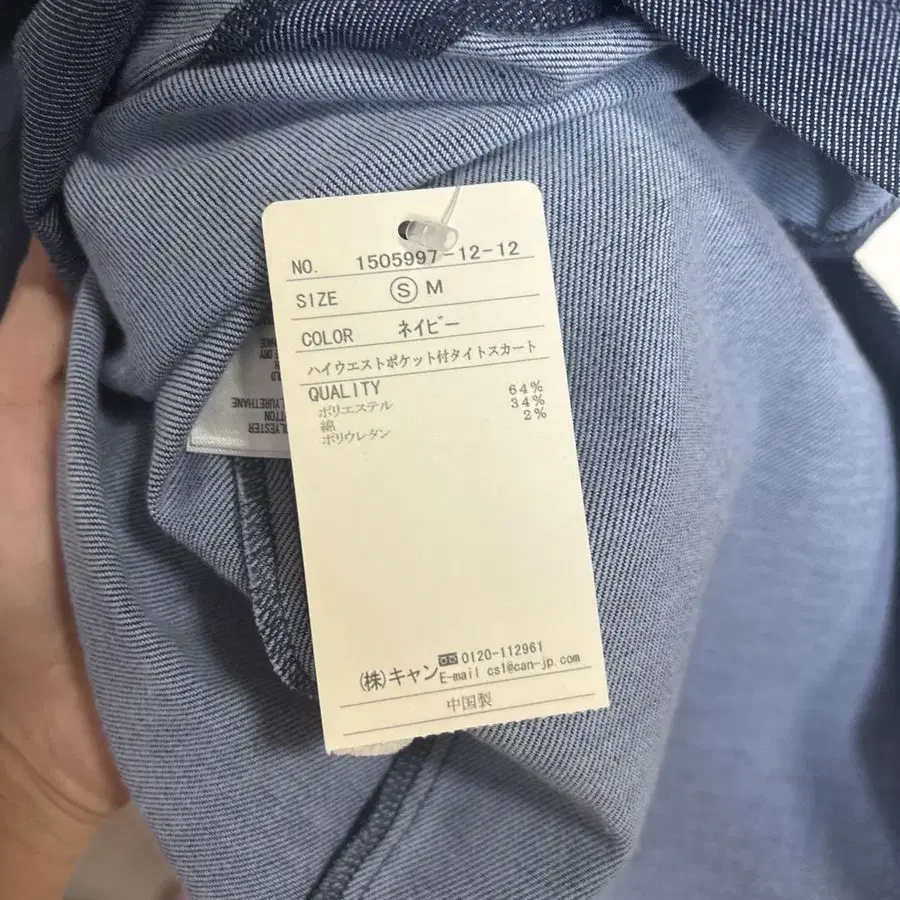 NO. 1505997-12-12
SIZE Ⓢ M
COLOR ネイビー
ハイウエストポケット付タイトスカート
QUALITY
ポリエステル 64%
綿 34%
ポリウレタン 2%
0120-112961
(株)キャン E-mail cs1@can-jp.com
中国製